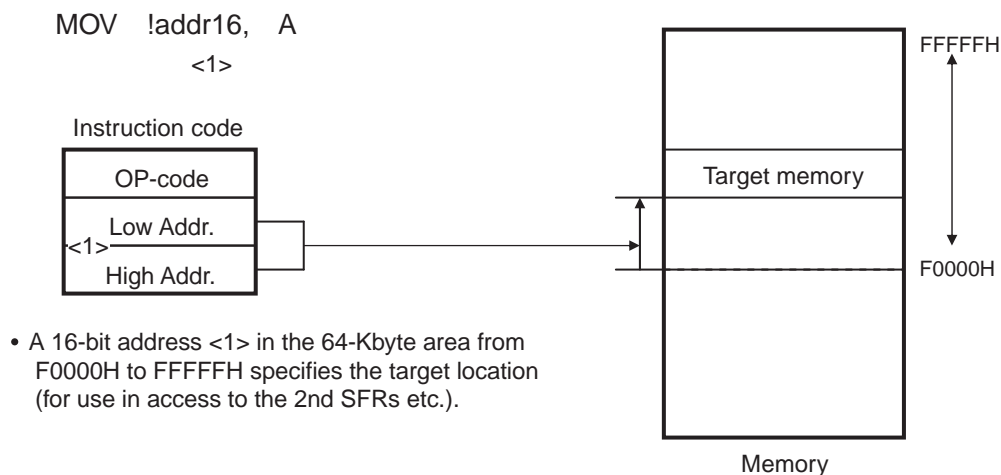 MOV !addr16, A
<1>
Instruction code
OP-code
Low Addr.
<1>
High Addr.
FFFFFH
Target memory
F0000H
• A 16-bit address <1> in the 64-Kbyte area from
F0000H to FFFFFH specifies the target location
(for use in access to the 2nd SFRs etc.).
Memory